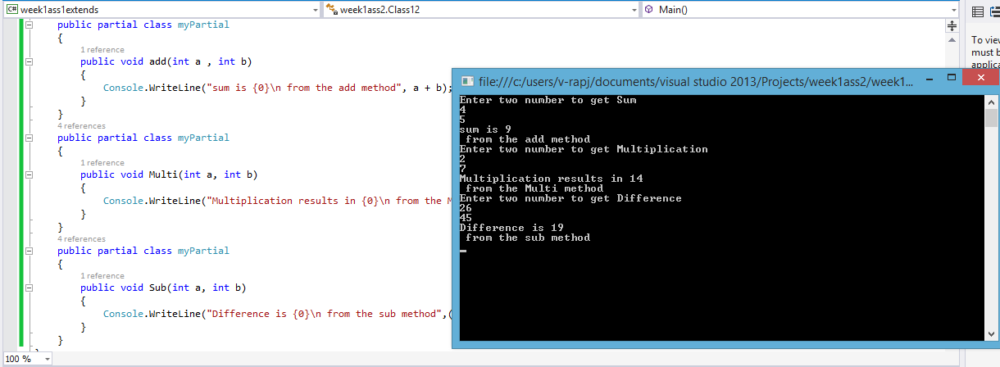 week1ass1extends
week1ass2.Class12
Main()
public partial class myPartial
{
1 reference
public void add(int a , int b)
{
Console.WriteLine("sum is {0}\n from the add method", a + b);
}
}
4 references
public partial class myPartial
{
1 reference
public void Multi(int a, int b)
{
Console.WriteLine("Multiplication results in {0}\n from the M
}
}
4 references
public partial class myPartial
{
1 reference
public void Sub(int a, int b)
{
Console.WriteLine("Difference is {0}\n from the sub method",(
}
}
100 %
file:///c:/users/v-rapj/documents/visual studio 2013/Projects/week1ass2/week1...
Enter two number to get Sum
4
5
sum is 9
from the add method
Enter two number to get Multiplication
2
7
Multiplication results in 14
from the Multi method
Enter two number to get Difference
26
45
Difference is 19
from the sub method
To view
must b
applica